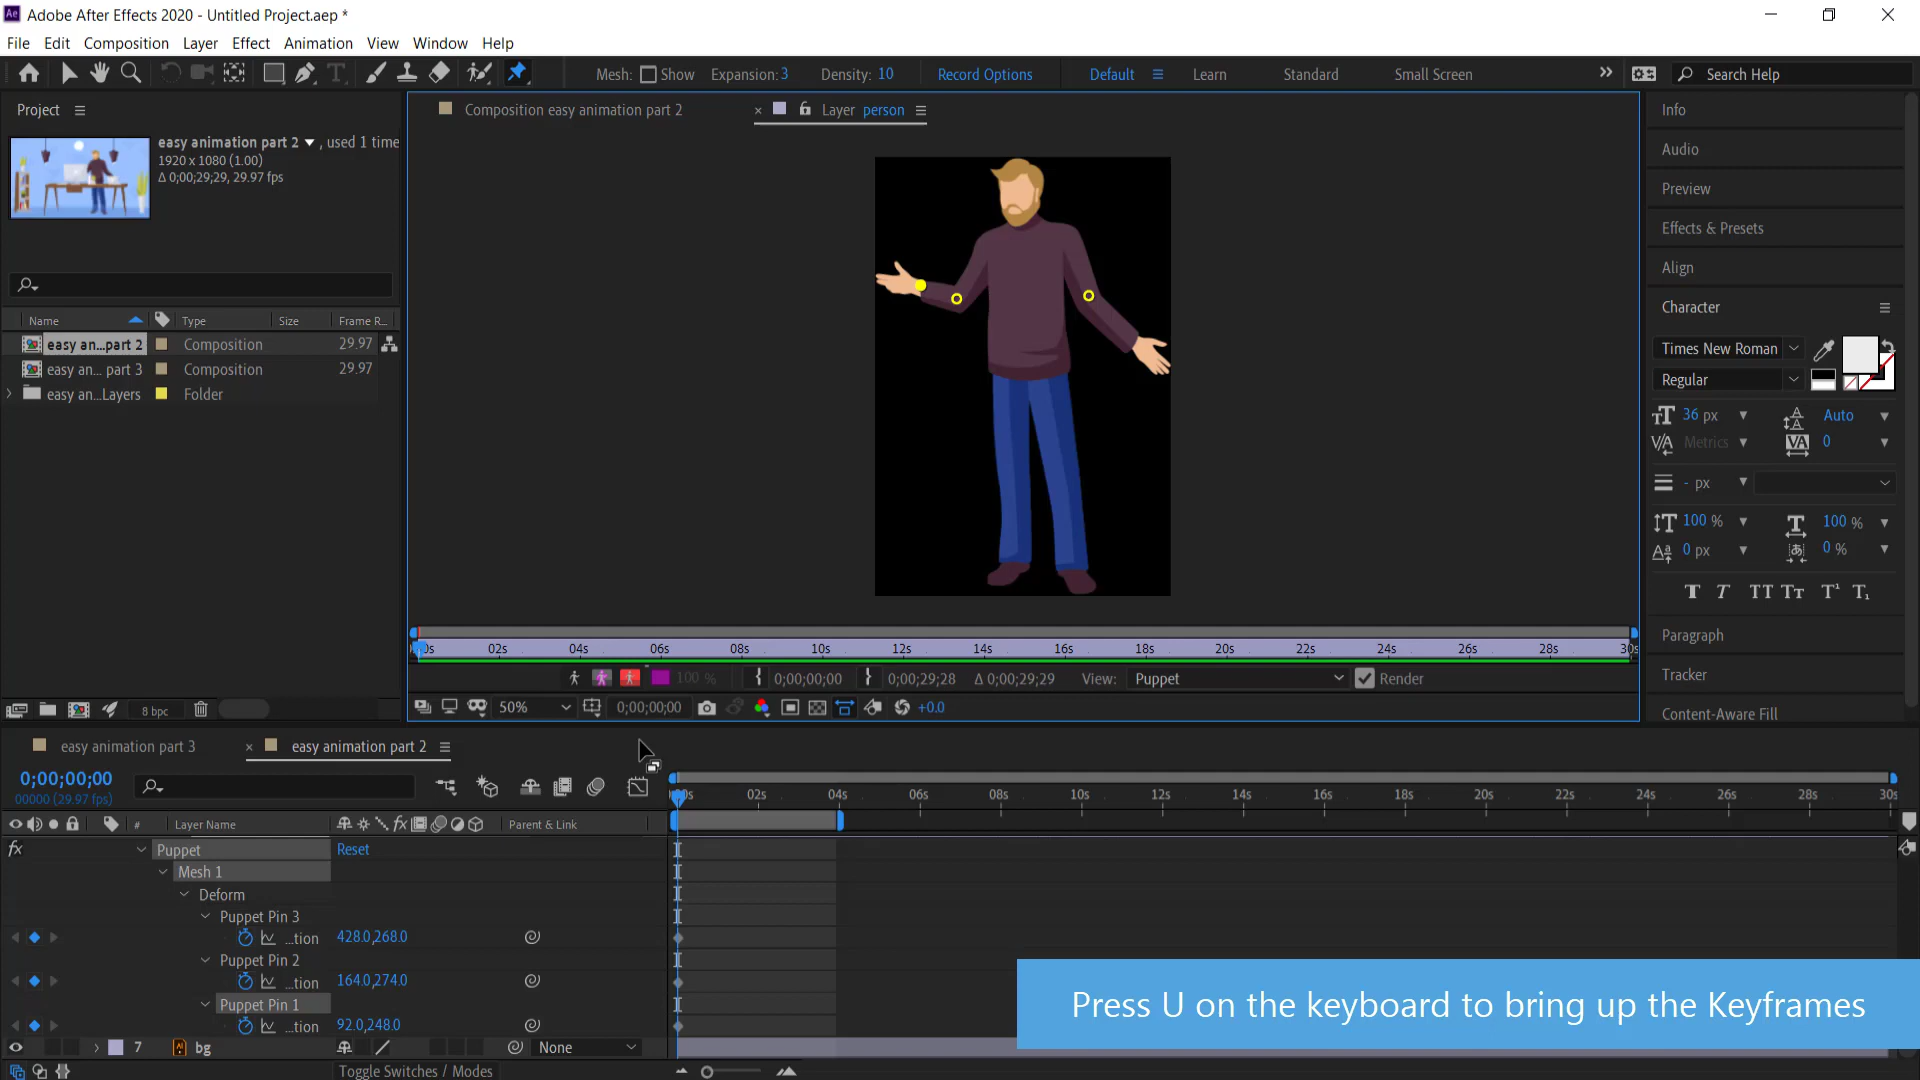 Adobe After Effects 2020 - Untitled Project.aep *
File Edit Composition Layer Effect Animation View Window Help
Mesh: Show Expansion: 3 Density: 10 Record Options Default Learn Standard Small Screen Search Help
Project
easy animation part 2 , used 1 time
1920 x 1080 (1.00)
Δ 0;00;29;29, 29.97 fps
Name Type Size Frame R...
easy an...part 2 Composition 29.97
easy an... part 3 Composition 29.97
easy an...Layers Folder
8 bpc
Composition easy animation part 2
× Layer person
02s 04s 06s 08s 10s 12s 14s 16s 18s 20s 22s 24s 26s 28s 30s
100 % 0;00;00;00 0;00;29;28 Δ 0;00;29;29 View: Puppet Render
50% 0;00;00;00 +0.0
Info
Audio
Preview
Effects & Presets
Align
Character
Times New Roman
Regular
36 px Auto
Metrics 0
- px
100 % 100 %
0 px 0 %
T T TT Tт T¹ T₁
Paragraph
Tracker
Content-Aware Fill
easy animation part 3 × easy animation part 2
0;00;00;00
00000 (29.97 fps)
02s 04s 06s 08s 10s 12s 14s 16s 18s 20s 22s 24s 26s 28s 30s
# Layer Name fx Parent & Link
fx Puppet Reset
Mesh 1
Deform
Puppet Pin 3
...tion 428.0,268.0
Puppet Pin 2
...tion 164.0,274.0
Puppet Pin 1
...tion 92.0,248.0
7 bg None
Toggle Switches / Modes
Press U on the keyboard to bring up the Keyframes